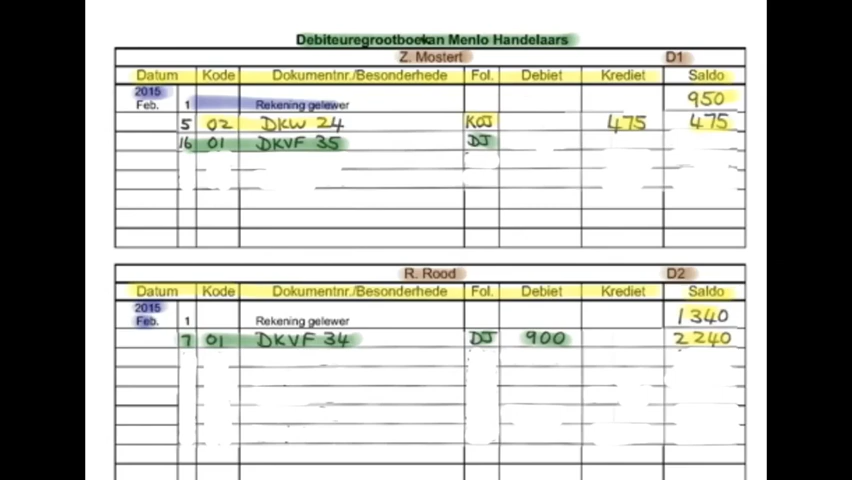 Debiteuregrootboek van Menlo Handelaars
Z. Mostert D1
Datum Kode Dokumentnr./Besonderhede Fol. Debiet Krediet Saldo
2015
Feb. 1 Rekening gelewer 950
5 02 DKW 24 KOJ 475 475
16 01 DKVF 35 DJ
R. Rood D2
Datum Kode Dokumentnr./Besonderhede Fol. Debiet Krediet Saldo
2015
Feb. 1 Rekening gelewer 1340
7 01 DKVF 34 DJ 900 2240